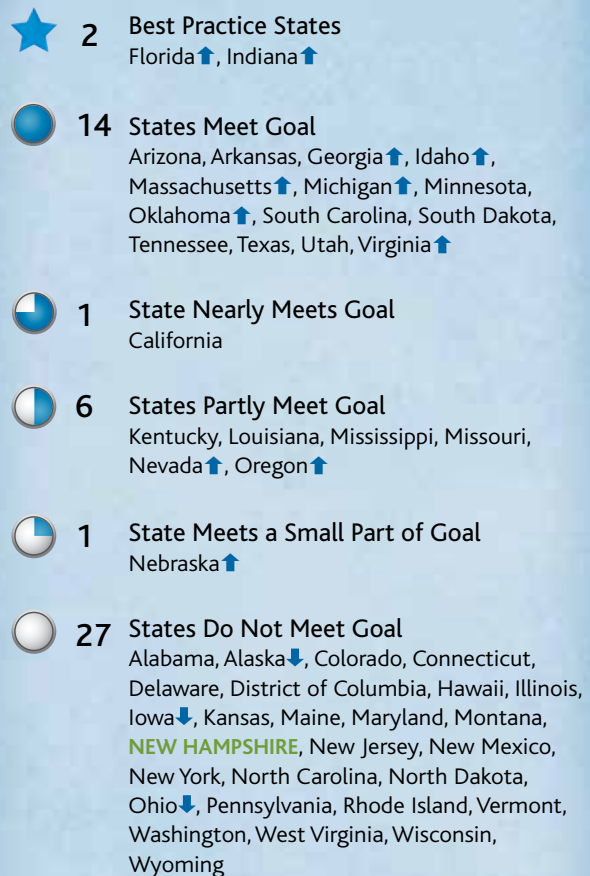 2 Best Practice States
Florida⬆, Indiana⬆
14 States Meet Goal
Arizona, Arkansas, Georgia⬆, Idaho⬆,
Massachusetts⬆, Michigan⬆, Minnesota,
Oklahoma⬆, South Carolina, South Dakota,
Tennessee, Texas, Utah, Virginia⬆
1 State Nearly Meets Goal
California
6 States Partly Meet Goal
Kentucky, Louisiana, Mississippi, Missouri,
Nevada⬆, Oregon⬆
1 State Meets a Small Part of Goal
Nebraska⬆
27 States Do Not Meet Goal
Alabama, Alaska⬇, Colorado, Connecticut,
Delaware, District of Columbia, Hawaii, Illinois,
Iowa⬇, Kansas, Maine, Maryland, Montana,
NEW HAMPSHIRE, New Jersey, New Mexico,
New York, North Carolina, North Dakota,
Ohio⬇, Pennsylvania, Rhode Island, Vermont,
Washington, West Virginia, Wisconsin,
Wyoming